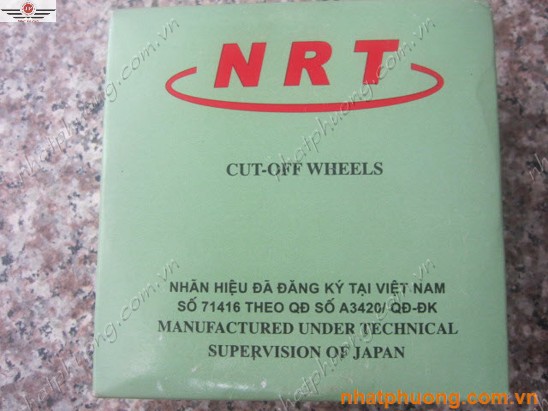 NRT
CUT-OFF WHEELS
NHÃN HIỆU ĐÃ ĐĂNG KÝ TẠI VIỆT NAM
SỐ 71416 THEO QĐ SỐ A3420/ QĐ-ĐK
MANUFACTURED UNDER TECHNICAL
SUPERVISION OF JAPAN
nhatphuong.com.vn